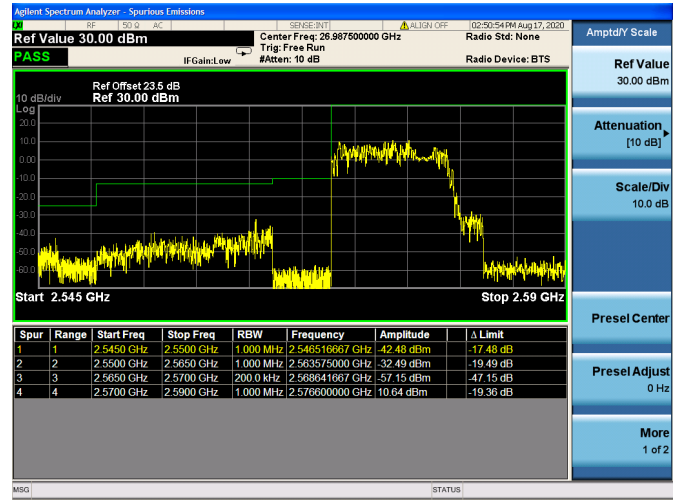 Agilent Spectrum Analyzer - Spurious Emissions
RF 50 Ω AC SENSE:INT ALIGN OFF 02:50:54 PM Aug 17, 2020
Ref Value 30.00 dBm
Center Freq: 26.987500000 GHz
Radio Std: None
Trig: Free Run
PASS
IFGain:Low
#Atten: 10 dB
Radio Device: BTS
Ref Offset 23.5 dB
10 dB/div Ref 30.00 dBm
Log
20.0
10.0
0.00
-10.0
-20.0
-30.0
-40.0
-50.0
-60.0
Start 2.545 GHz Stop 2.59 GHz
Spur Range Start Freq Stop Freq RBW Frequency Amplitude Δ Limit
1 1 2.5450 GHz 2.5500 GHz 1.000 MHz 2.546516667 GHz -42.48 dBm -17.48 dB
2 2 2.5500 GHz 2.5650 GHz 1.000 MHz 2.563575000 GHz -32.49 dBm -19.49 dB
3 3 2.5650 GHz 2.5700 GHz 200.0 kHz 2.568641667 GHz -57.15 dBm -47.15 dB
4 4 2.5700 GHz 2.5900 GHz 1.000 MHz 2.576600000 GHz 10.64 dBm -19.36 dB
MSG STATUS
Amptd/Y Scale
Ref Value
30.00 dBm
Attenuation
[10 dB]
Scale/Div
10.0 dB
Presel Center
Presel Adjust
0 Hz
More
1 of 2